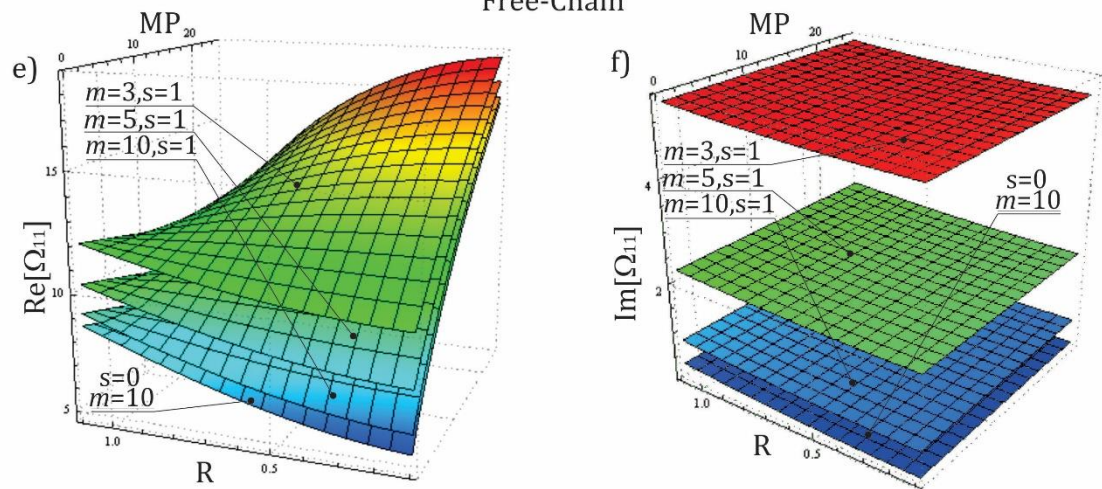 Free-Chain
e)
MP
0
10
20
m=3,s=1
m=5,s=1
m=10,s=1
15
10
5
Re[Ω11]
s=0
m=10
1.0
0.5
R
f)
MP
0
10
20
m=3,s=1
m=5,s=1
m=10,s=1
s=0
m=10
4
2
Im[Ω11]
1.0
0.5
R